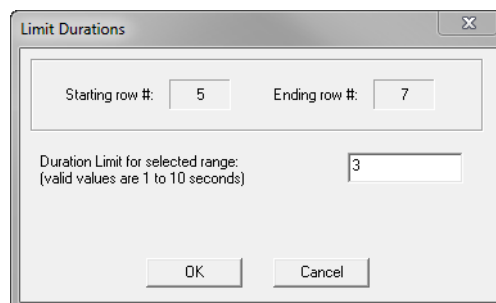 Limit Durations
Starting row #: 5 Ending row #: 7
Duration Limit for selected range: 3
(valid values are 1 to 10 seconds)
OK Cancel